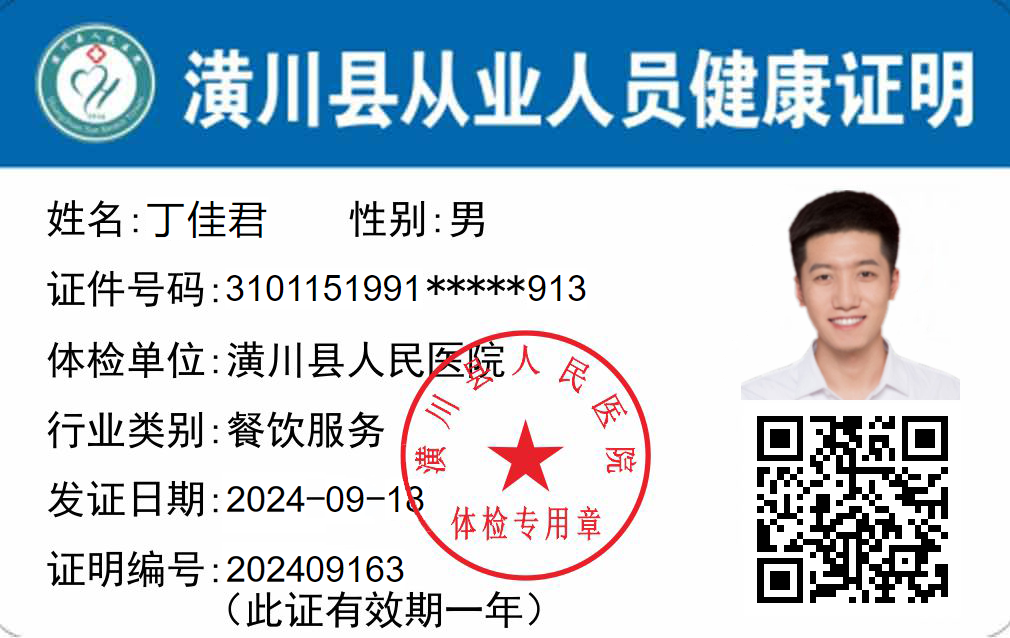 潢川县从业人员健康证明
姓名:丁佳君 性别:男
证件号码:3101151991*****913
体检单位:潢川县人民医院
行业类别:餐饮服务
发证日期:2024-09-18
证明编号:202409163
(此证有效期一年)
潢川县人民医院
体检专用章